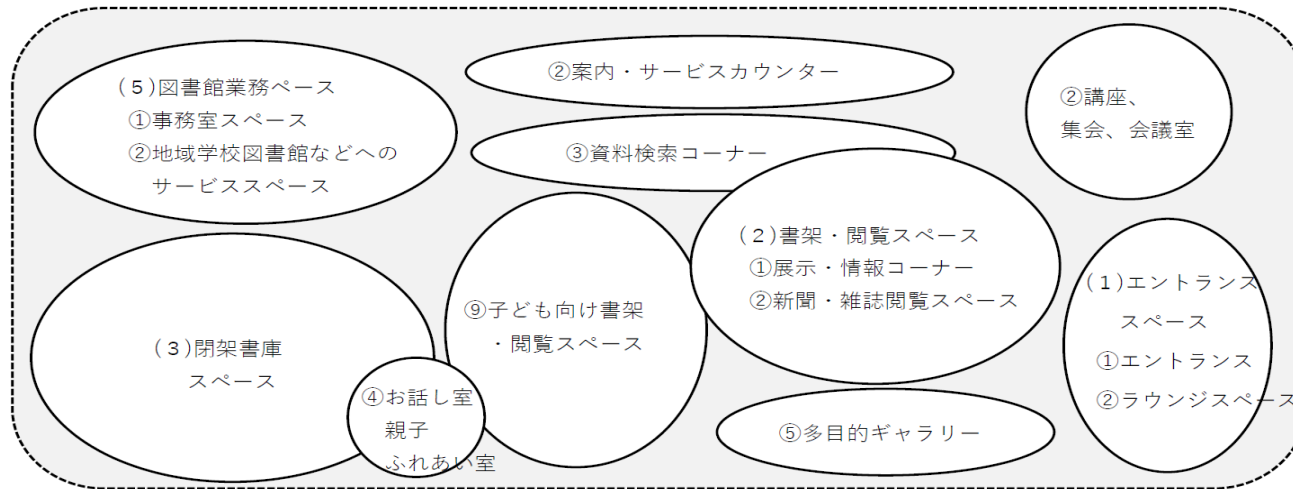 (５)図書館業務ペース
①事務室スペース
②地域学校図書館などへの
サービススペース
②案内・サービスカウンター
③資料検索コーナー
②講座、
集会、会議室
(２)書架・閲覧スペース
①展示・情報コーナー
②新聞・雑誌閲覧スペース
(１)エントランス
スペース
①エントランス
②ラウンジスペース
⑨子ども向け書架
・閲覧スペース
(３)閉架書庫
スペース
④お話し室
親子
ふれあい室
⑤多目的ギャラリー